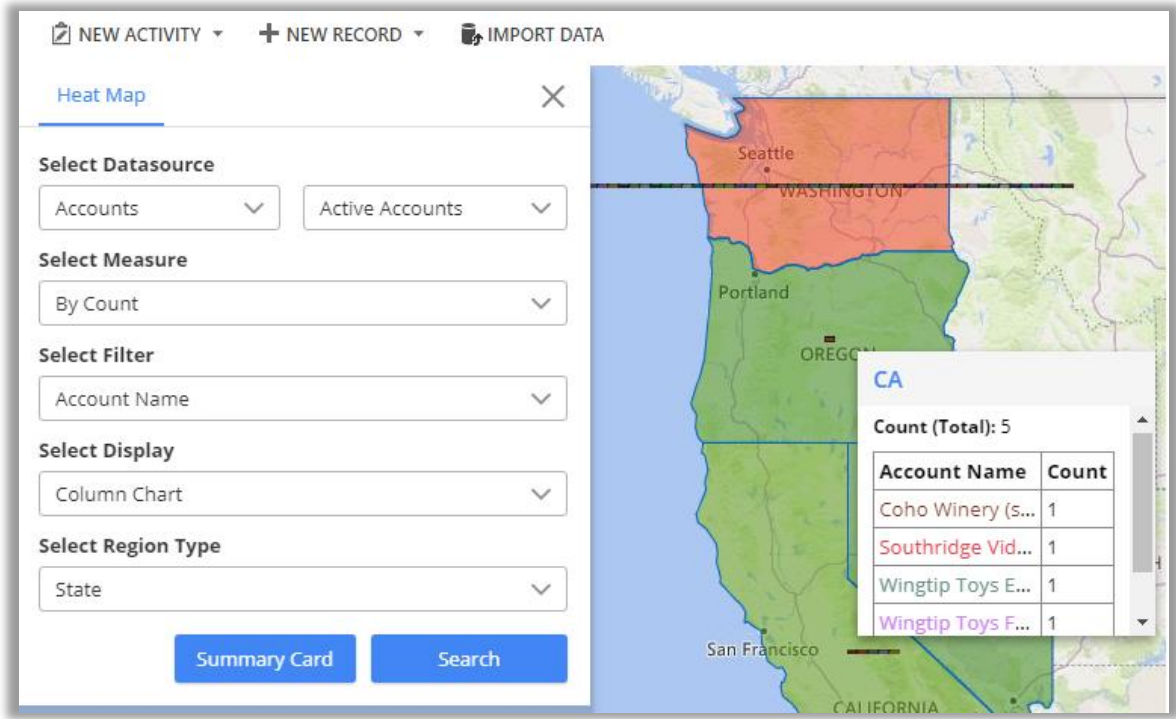 NEW ACTIVITY NEW RECORD IMPORT DATA
Heat Map
Select Datasource
Accounts Active Accounts
Select Measure
By Count
Select Filter
Account Name
Select Display
Column Chart
Select Region Type
State
Summary Card Search
Seattle
WASHINGTON
Portland
OREGO
CA
Count (Total): 5
Account Name Count
Coho Winery (s... 1
Southridge Vid... 1
Wingtip Toys E... 1
Wingtip Toys F... 1
H
San Francisco
CALIFORNIA